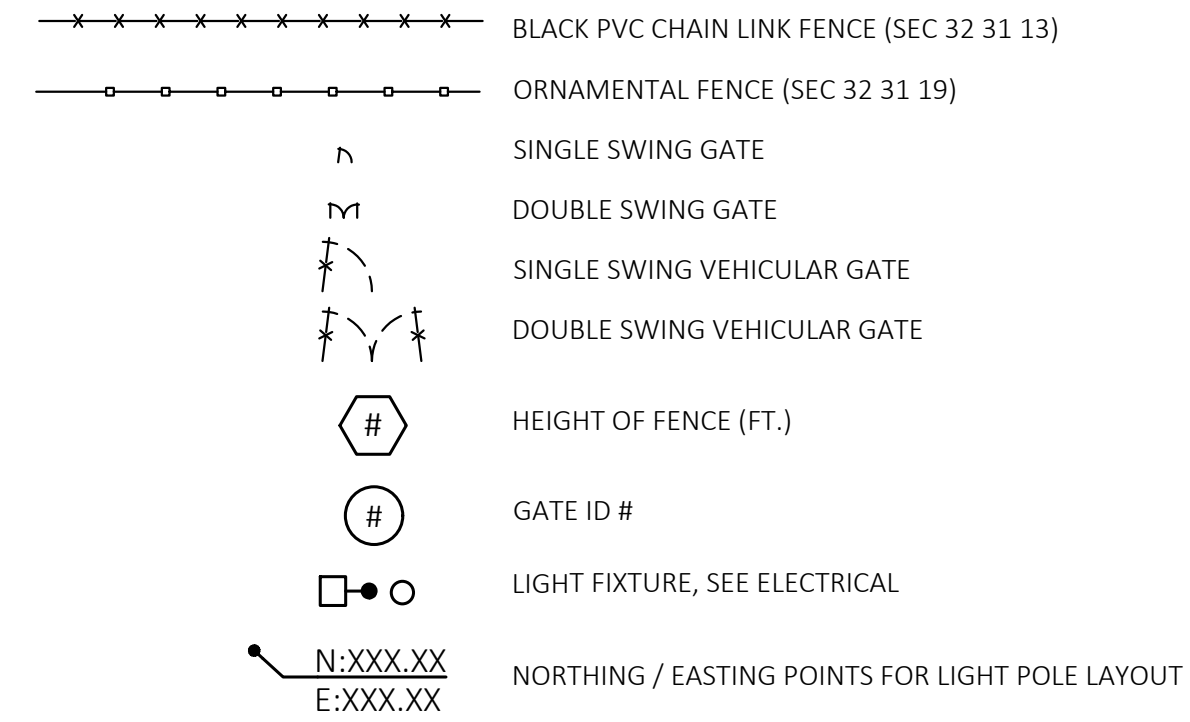 BLACK PVC CHAIN LINK FENCE (SEC 32 31 13)
ORNAMENTAL FENCE (SEC 32 31 19)
SINGLE SWING GATE
DOUBLE SWING GATE
SINGLE SWING VEHICULAR GATE
DOUBLE SWING VEHICULAR GATE
# HEIGHT OF FENCE (FT.)
# GATE ID #
LIGHT FIXTURE, SEE ELECTRICAL
N:XXX.XX
E:XXX.XX
NORTHING / EASTING POINTS FOR LIGHT POLE LAYOUT